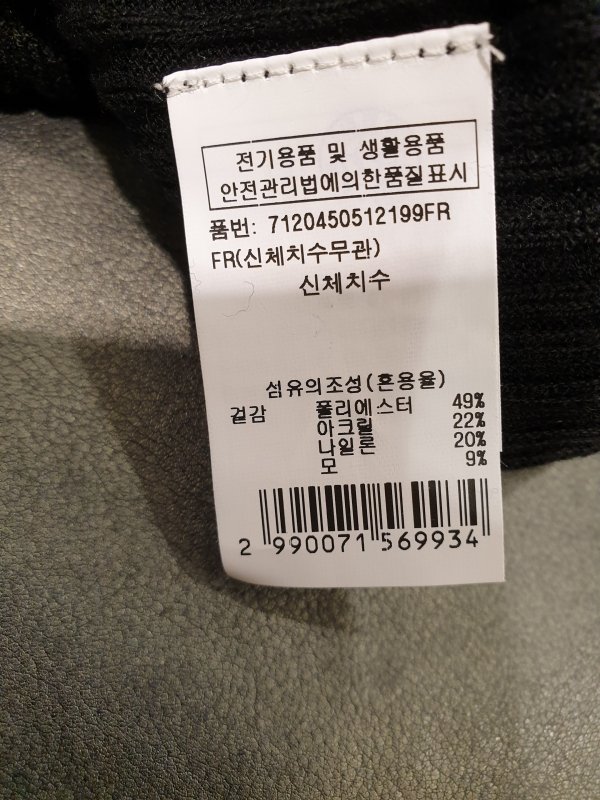 전기용품 및 생활용품
안전관리법에의한품질표시
품번: 7120450512199FR
FR(신체치수무관)
신체치수
섬유의조성(혼용율)
겉감 폴리에스터 49%
아크릴 22%
나일론 20%
모 9%
2 990071 569934